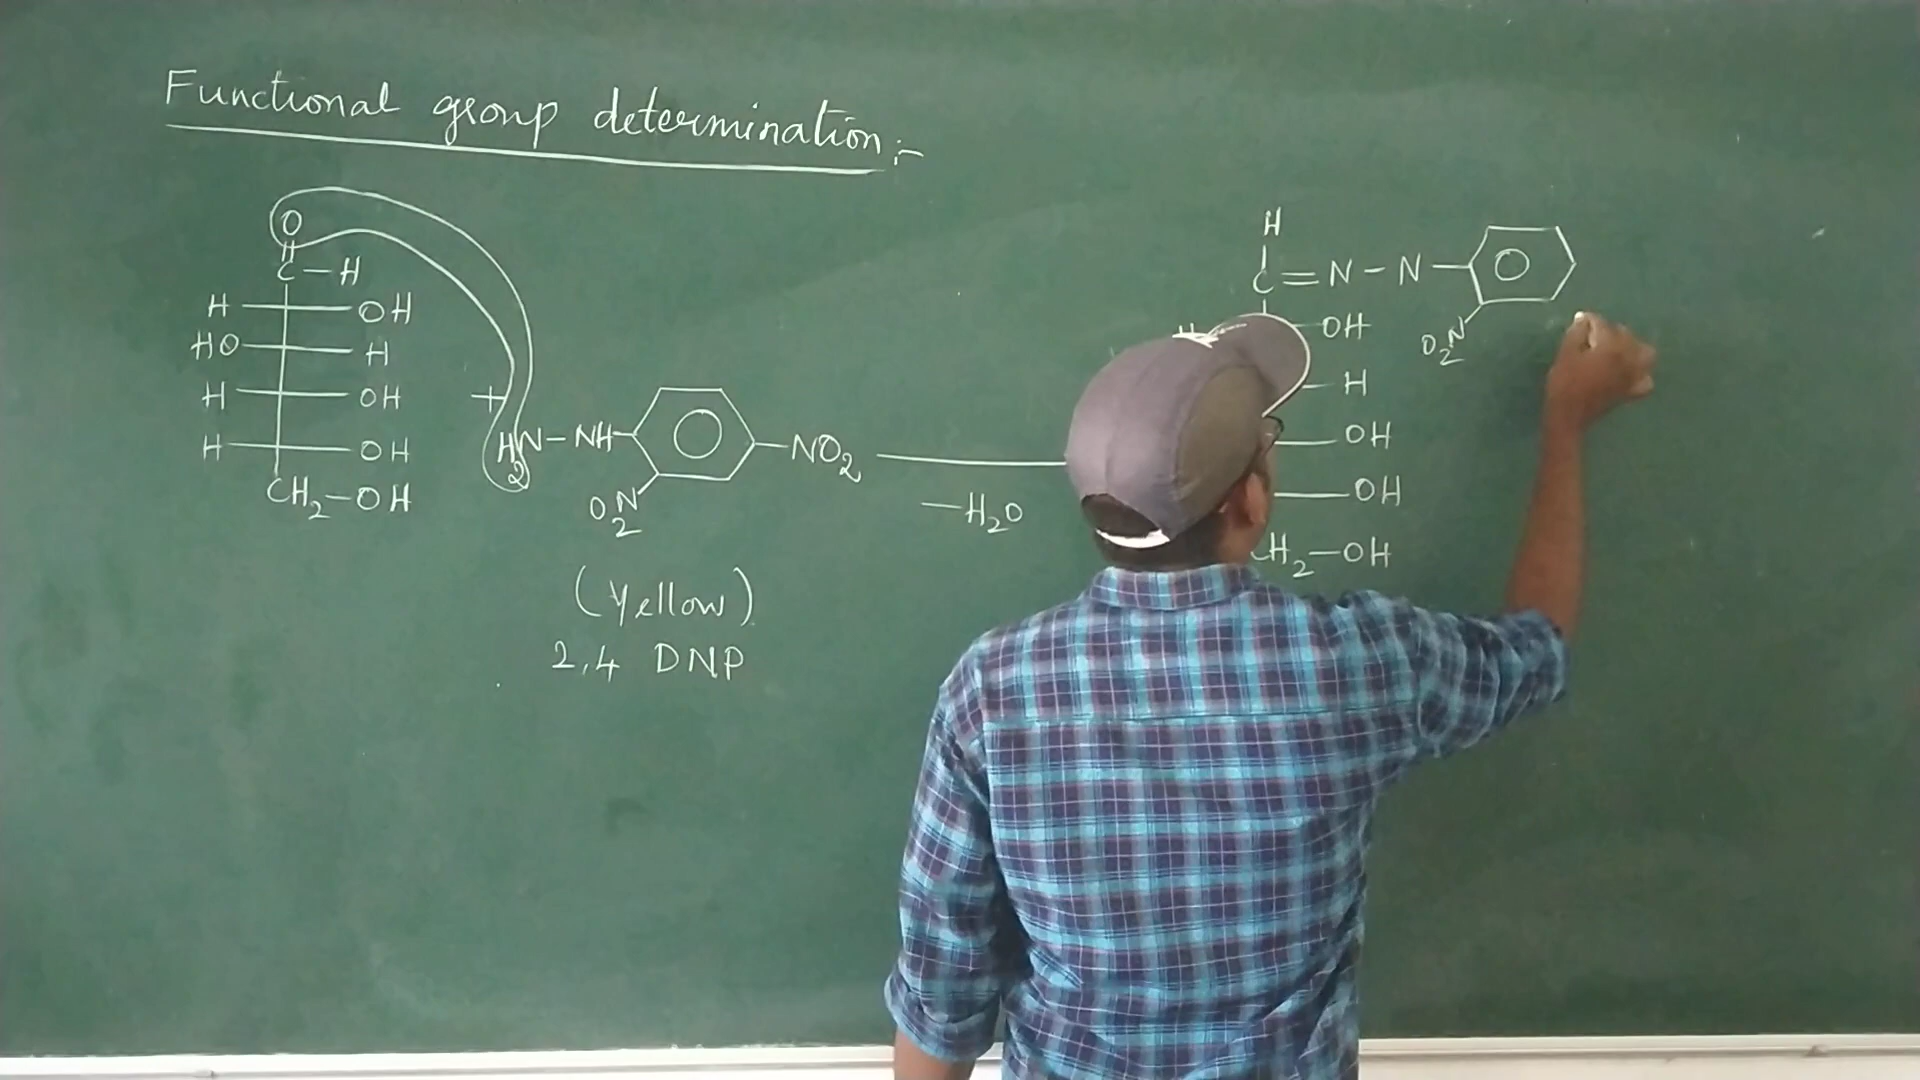 Functional group determination:-
O
C-H
H OH
HO H
H OH
H OH
CH2-OH
+
H2N-NH NO2
O2N
(Yellow)
2,4 DNP
-H2O
H
C=N-N
OH
O2N
H
OH
OH
CH2-OH